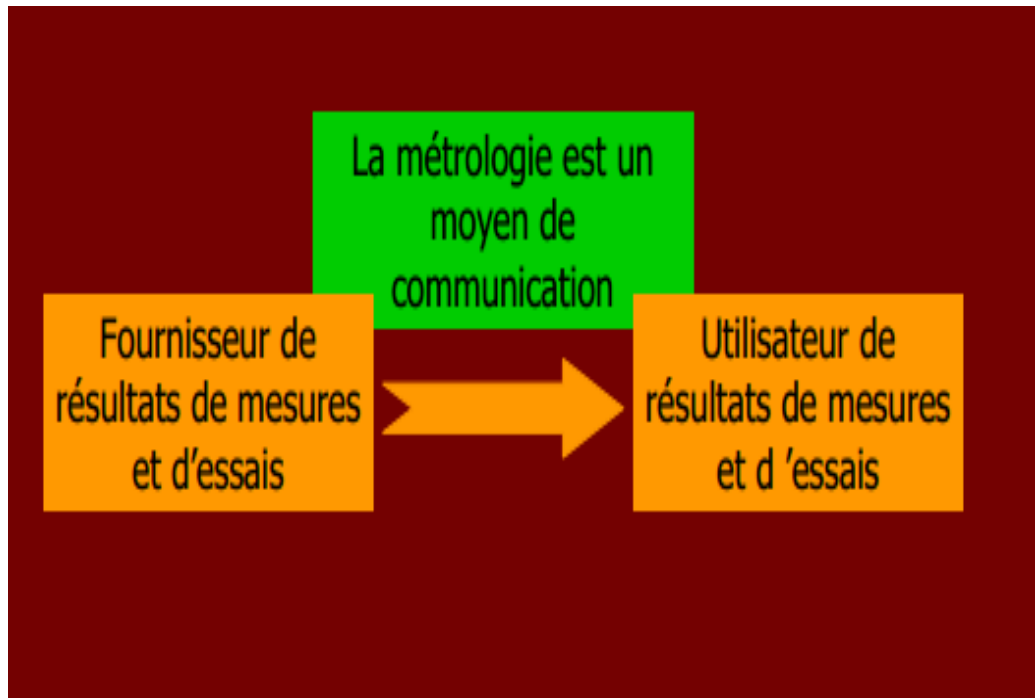 La métrologie est un
moyen de
communication
Fournisseur de
résultats de mesures
et d'essais
Utilisateur de
résultats de mesures
et d ’essais